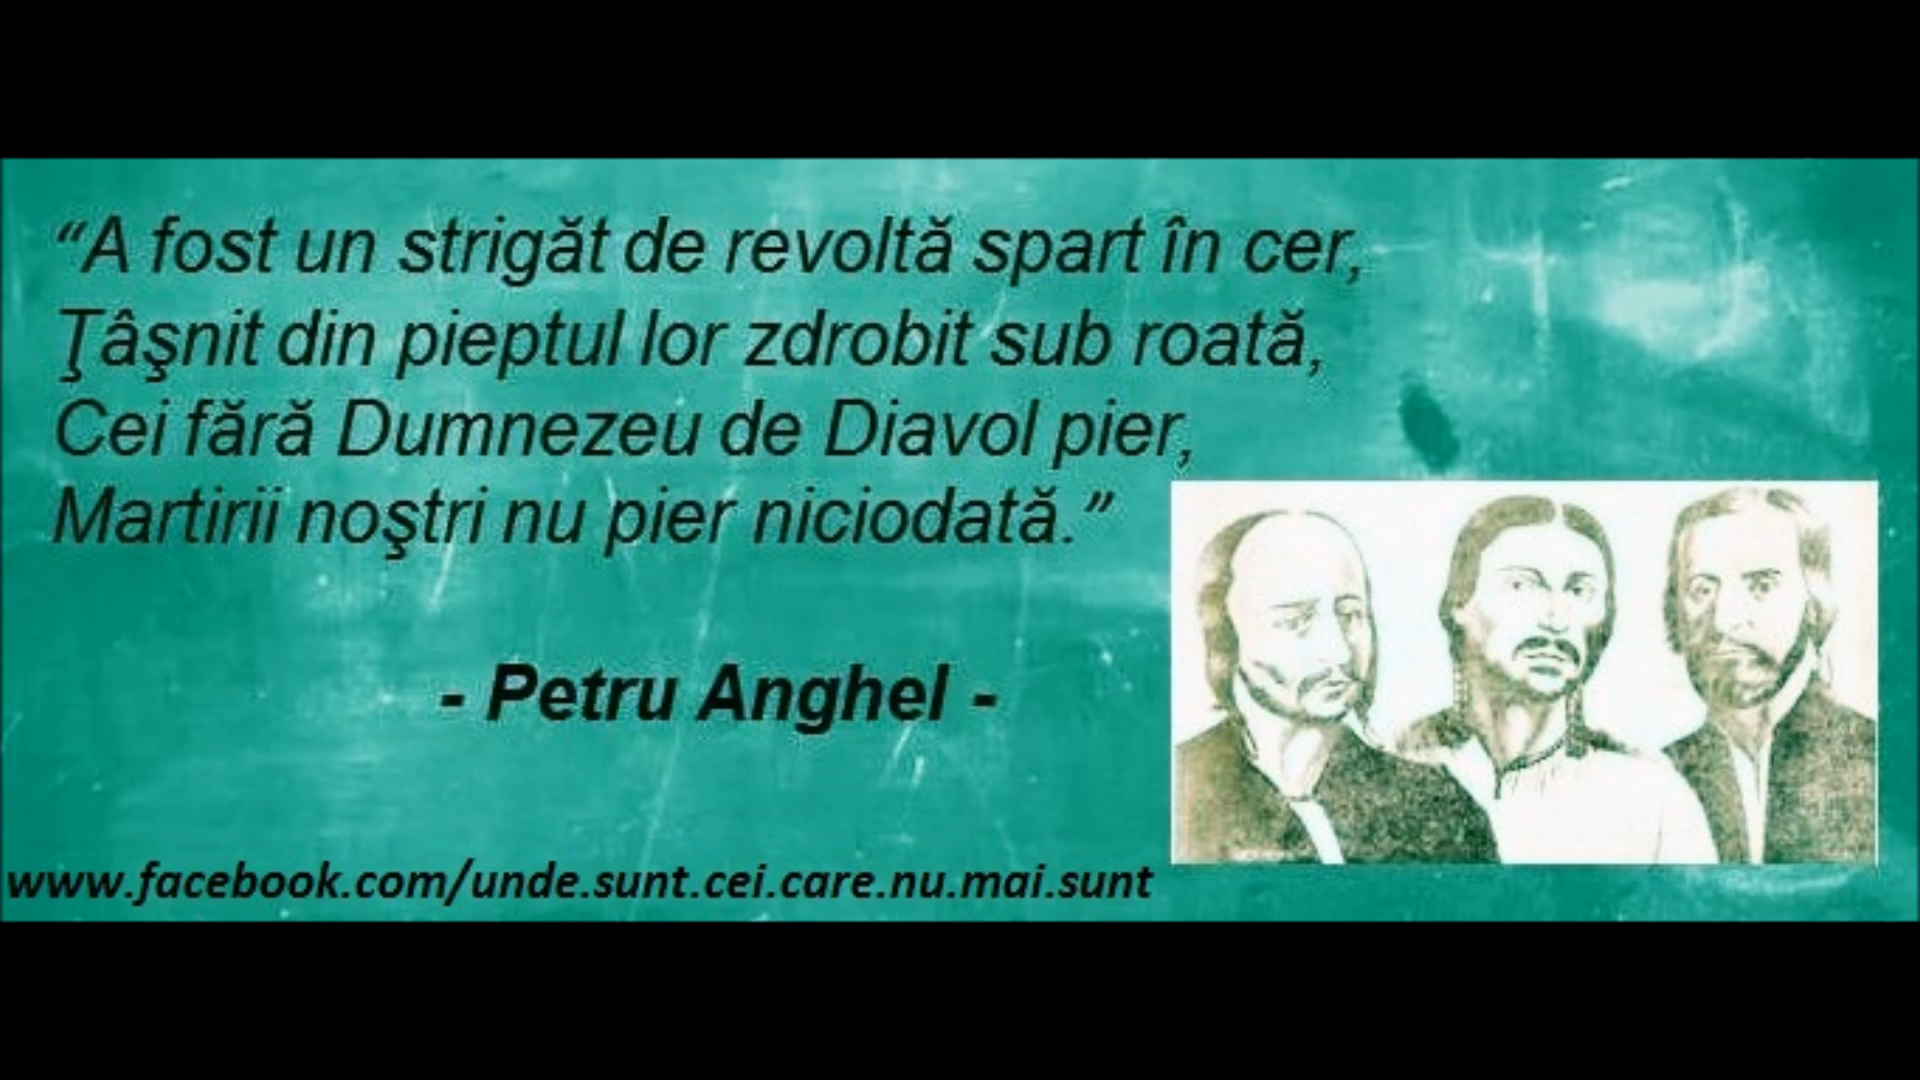 “A fost un strigăt de revoltă spart în cer,
Ţâşnit din pieptul lor zdrobit sub roată,
Cei fără Dumnezeu de Diavol pier,
Martirii noştri nu pier niciodată.”
- Petru Anghel -
www.facebook.com/unde.sunt.cei.care.nu.mai.sunt